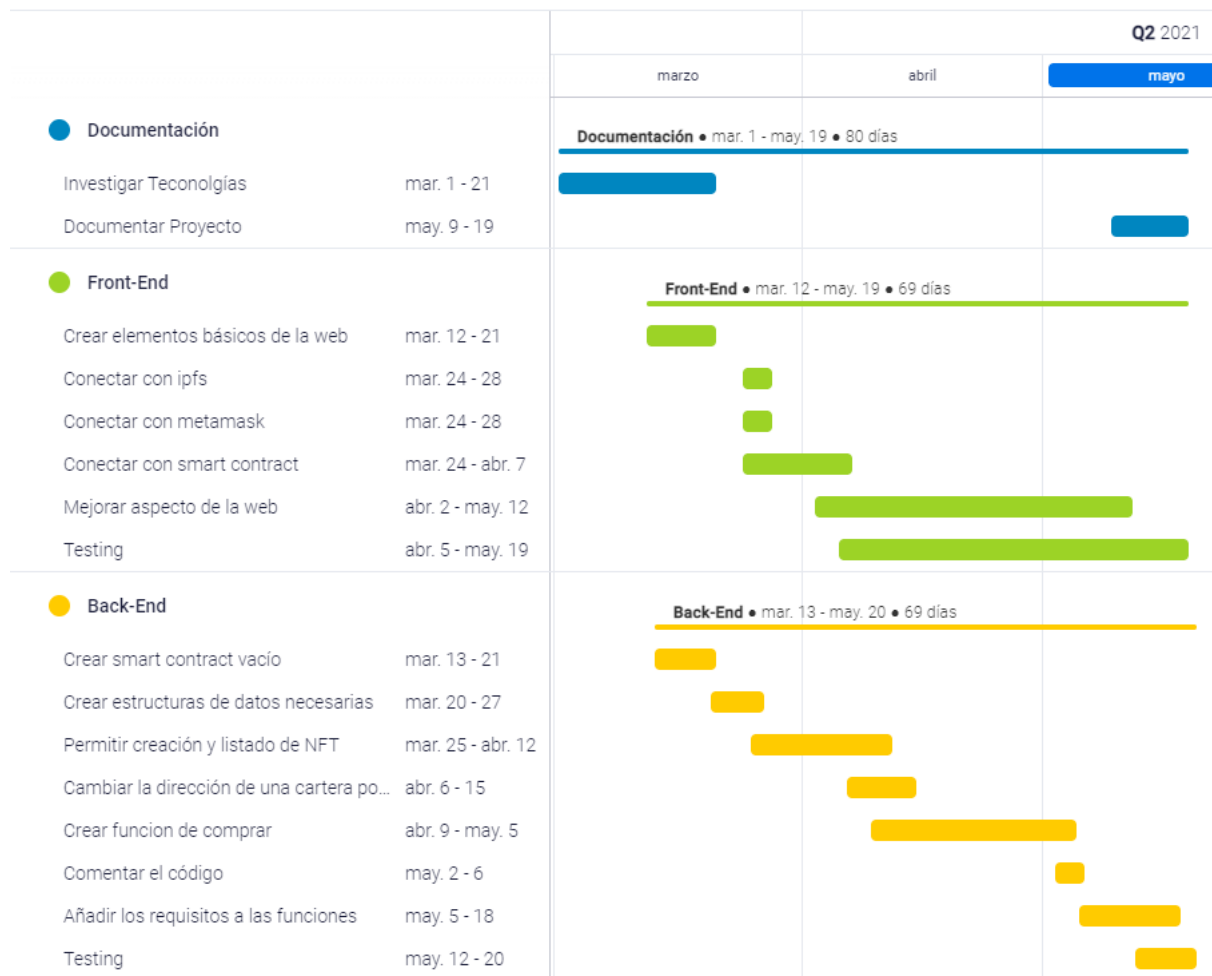 Q2 2021
marzo abril mayo
Documentación
Documentación • mar. 1 - may. 19 • 80 días
Investigar Teconolgías mar. 1 - 21
Documentar Proyecto may. 9 - 19
Front-End
Front-End • mar. 12 - may. 19 • 69 días
Crear elementos básicos de la web mar. 12 - 21
Conectar con ipfs mar. 24 - 28
Conectar con metamask mar. 24 - 28
Conectar con smart contract mar. 24 - abr. 7
Mejorar aspecto de la web abr. 2 - may. 12
Testing abr. 5 - may. 19
Back-End
Back-End • mar. 13 - may. 20 • 69 días
Crear smart contract vacío mar. 13 - 21
Crear estructuras de datos necesarias mar. 20 - 27
Permitir creación y listado de NFT mar. 25 - abr. 12
Cambiar la dirección de una cartera po... abr. 6 - 15
Crear funcion de comprar abr. 9 - may. 5
Comentar el código may. 2 - 6
Añadir los requisitos a las funciones may. 5 - 18
Testing may. 12 - 20